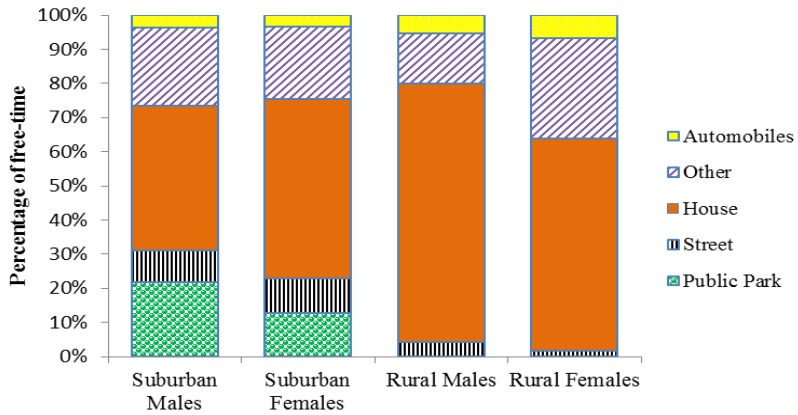 100%
90%
80%
70%
60%
50%
40%
30%
20%
10%
0%
Percentage of free-time
Suburban
Males
Suburban
Females
Rural Males
Rural Females
Automobiles
Other
House
Street
Public Park